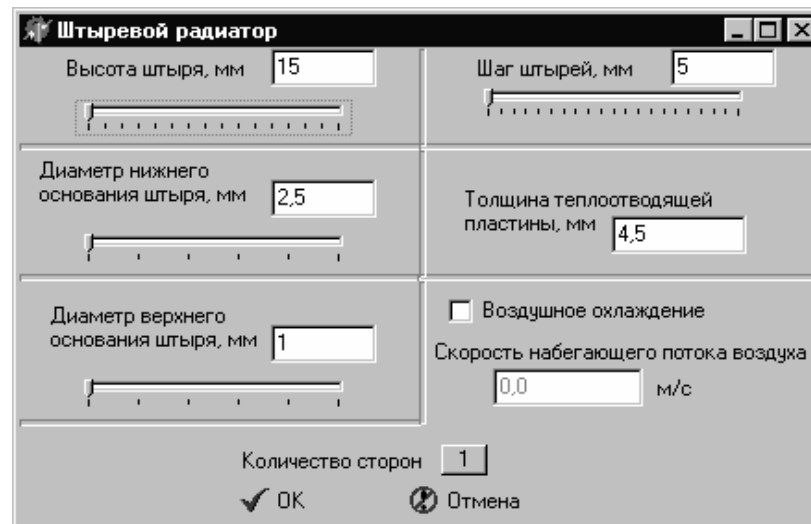 Штыревой радиатор
Высота штыря, мм 15
Шаг штырей, мм 5
Диаметр нижнего
основания штыря, мм 2,5
Толщина теплоотводящей
пластины, мм 4,5
Диаметр верхнего
основания штыря, мм 1
Воздушное охлаждение
Скорость набегающего потока воздуха
0,0 м/с
Количество сторон 1
OK Отмена